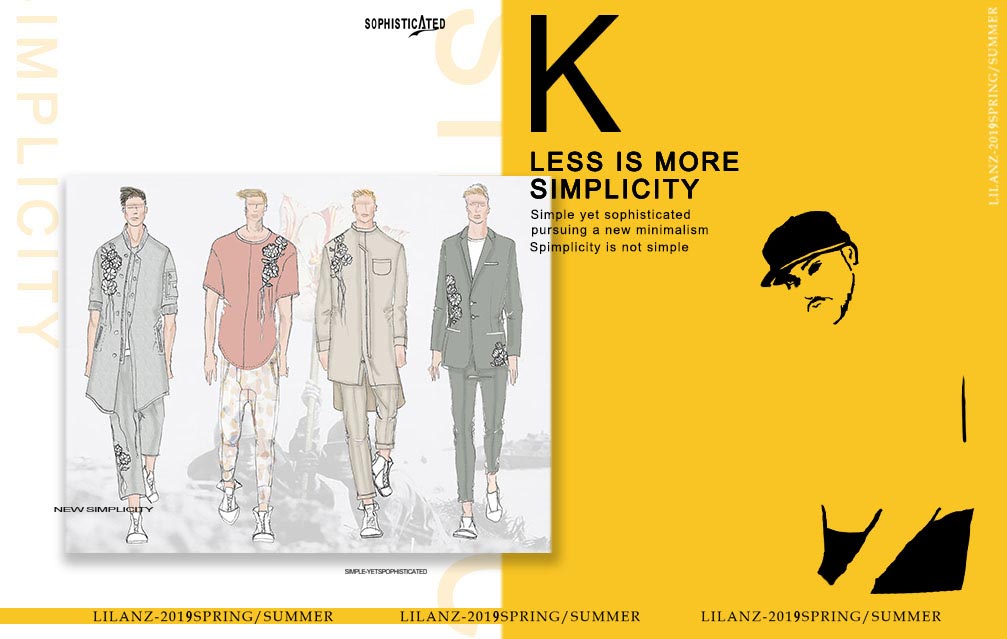 SOPHISTICATED
SIMPLICITY
K
LESS IS MORE
SIMPLICITY
Simple yet sophisticated
pursuing a new minimalism
Spimplicity is not simple
LILANZ-2019SPRING/SUMMER
NEW SIMPLICITY
SIMPLE-YETSPOPHISTICATED
LILANZ-2019SPRING/SUMMER
LILANZ-2019SPRING/SUMMER
LILANZ-2019SPRING/SUMMER